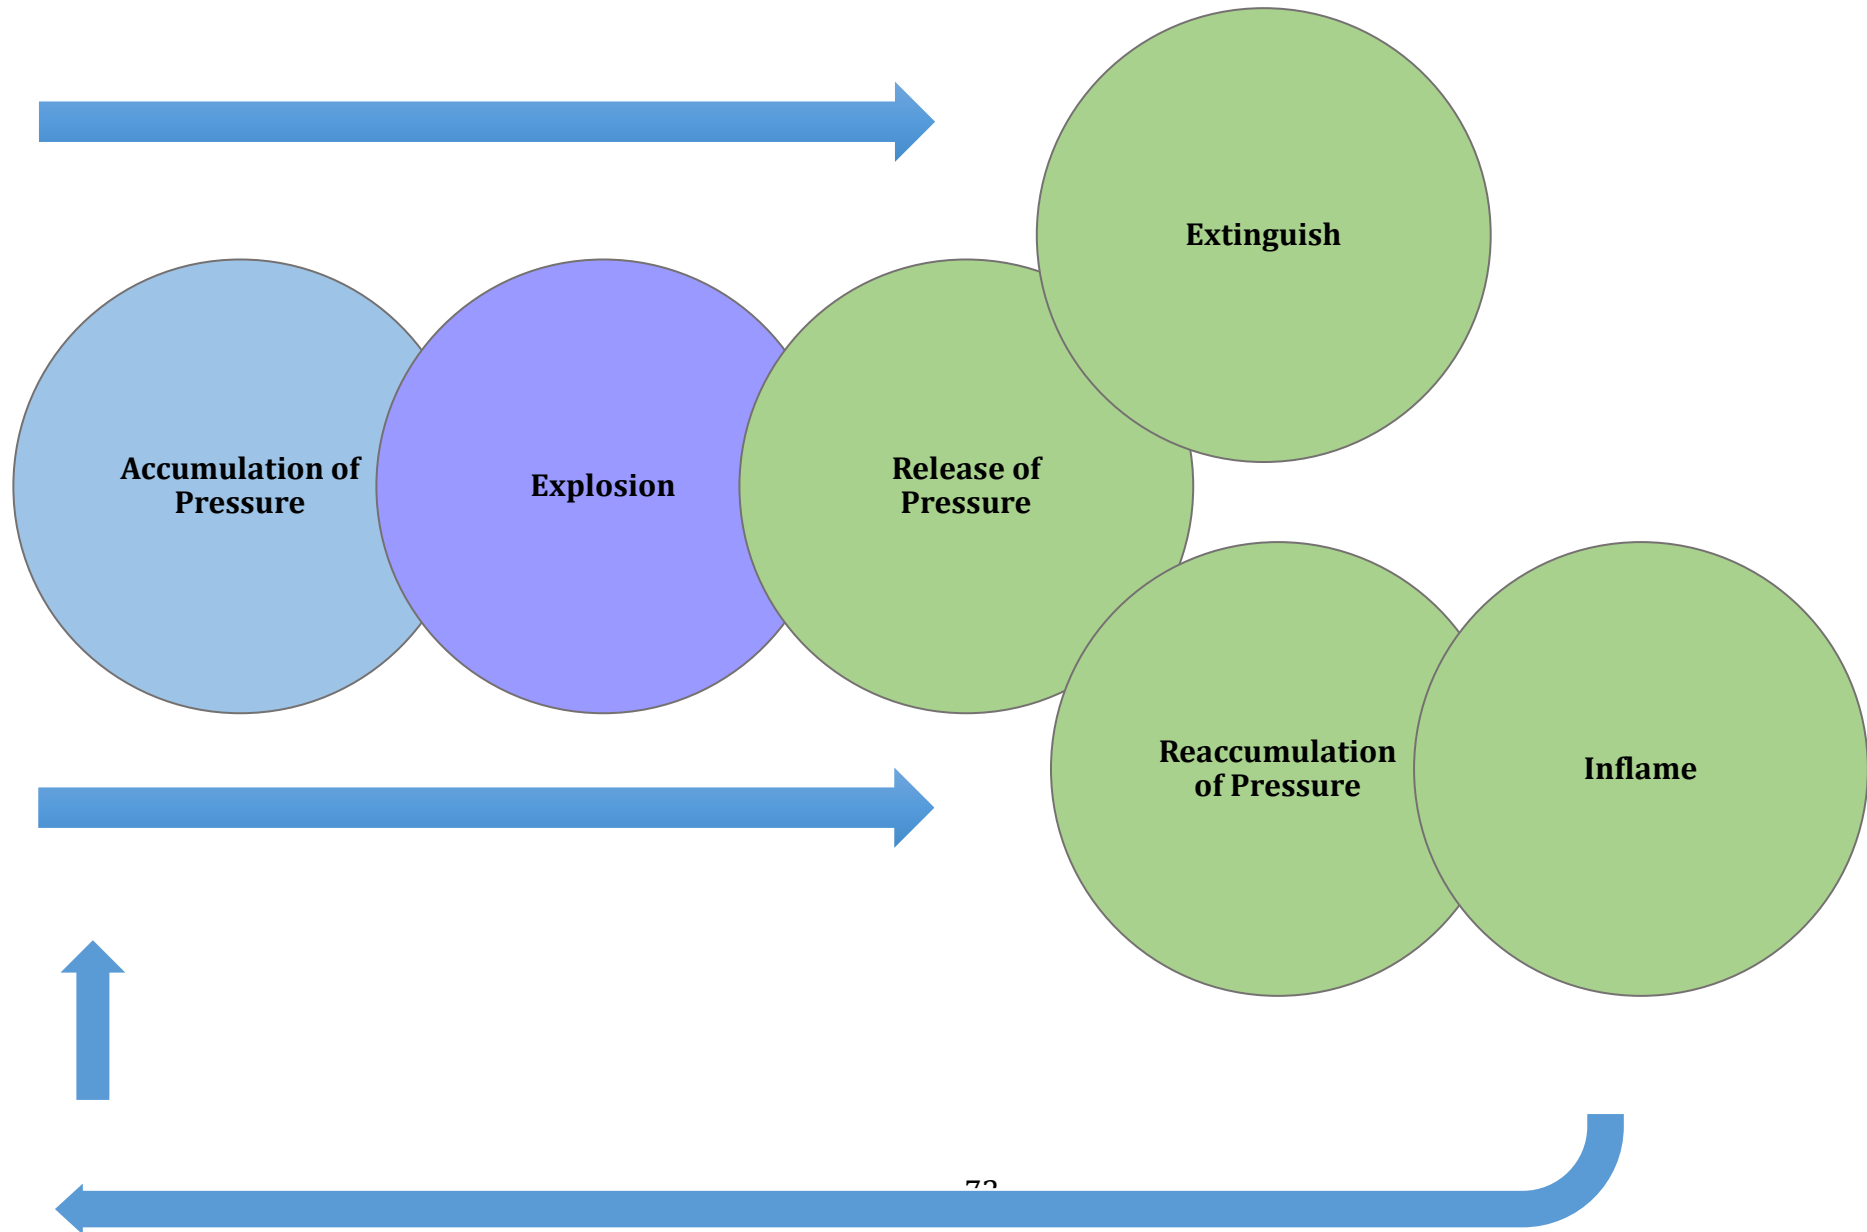 Extinguish
Accumulation of
Pressure
Explosion
Release of
Pressure
Reaccumulation
of Pressure
Inflame